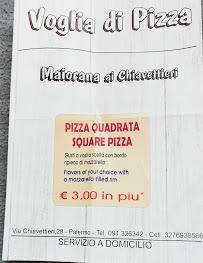 Voglia di Pizza
Maiorana ai Chiavettieri
PIZZA QUADRATA
SQUARE PIZZA
Gusti a vostra scelta con bordo
ripieno di mozzarella
Flavors of your choice with
a mozzarella-filled rim
€ 3,00 in piu'
Via Chiavettieri,28 - Palermo - Tel. 091 326342 - Cell. 3276938566
SERVIZIO A DOMICILIO